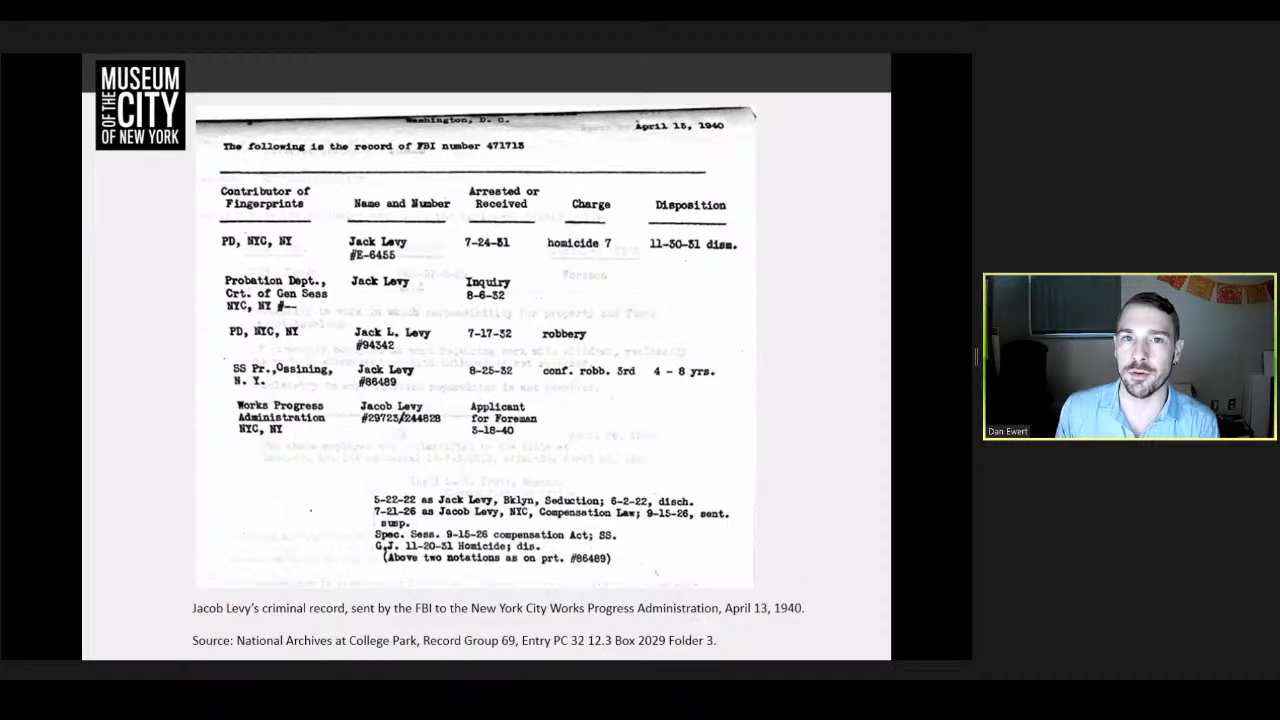 MUSEUM
OF THE
CITY
OF NEW YORK
Washington, D. C.
April 13, 1940
The following is the record of FBI number 471713
Contributor of Fingerprints
Name and Number
Arrested or Received
Charge
Disposition
PD, NYC, NY
Jack Levy #E-6455
7-24-31
homicide 7
11-30-31 dism.
Probation Dept., Crt. of Gen Sess NYC, NY #--
Jack Levy
Inquiry 8-6-32
PD, NYC, NY
Jack L. Levy #94342
7-17-32
robbery
SS Pr.,Ossining, N. Y.
Jack Levy #86489
8-25-32
conf. robb. 3rd
4 - 8 yrs.
Works Progress Administration NYC, NY
Jacob Levy #29723/244828
Applicant for Foreman 3-18-40
5-22-22 as Jack Levy, Bklyn, Seduction; 6-2-22, disch.
7-21-26 as Jacob Levy, NYC, Compensation Law; 9-15-26, sent.
susp.
Spec. Sess. 9-15-26 compensation Act; SS.
G.J. 11-20-31 Homicide; dis.
(Above two notations as on prt. #86489)
Jacob Levy's criminal record, sent by the FBI to the New York City Works Progress Administration, April 13, 1940.
Source: National Archives at College Park, Record Group 69, Entry PC 32 12.3 Box 2029 Folder 3.
Dan Ewert